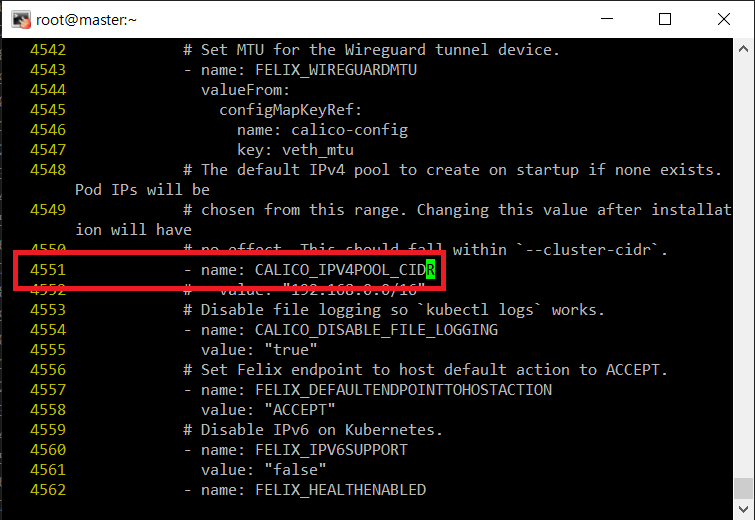 root@master:~
4542 # Set MTU for the Wireguard tunnel device.
4543 - name: FELIX_WIREGUARDMTU
4544 valueFrom:
4545 configMapKeyRef:
4546 name: calico-config
4547 key: veth_mtu
4548 # The default IPv4 pool to create on startup if none exists.
Pod IPs will be
4549 # chosen from this range. Changing this value after installat
ion will have
4550 # no effect. This should fall within `--cluster-cidr`.
4551 - name: CALICO_IPV4POOL_CIDR
4552 # value: "192.168.0.0/16"
4553 # Disable file logging so `kubectl logs` works.
4554 - name: CALICO_DISABLE_FILE_LOGGING
4555 value: "true"
4556 # Set Felix endpoint to host default action to ACCEPT.
4557 - name: FELIX_DEFAULTENDPOINTTOHOSTACTION
4558 value: "ACCEPT"
4559 # Disable IPv6 on Kubernetes.
4560 - name: FELIX_IPV6SUPPORT
4561 value: "false"
4562 - name: FELIX_HEALTHENABLED